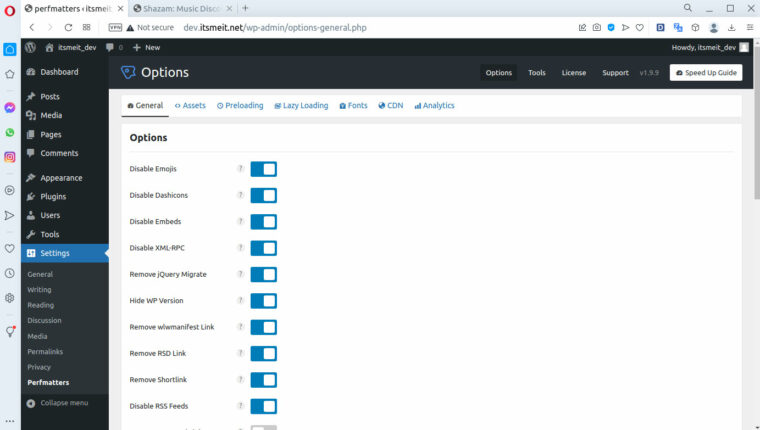 perfmatters ‹ itsmeit
Shazam: Music Disco
VPN Not secure dev.itsmeit.net/wp-admin/options-general.php
itsmeit_dev 0 New Howdy, itsmeit_dev
Dashboard
Posts
Media
Pages
Comments
Appearance
Plugins
Users
Tools
Settings
General
Writing
Reading
Discussion
Media
Permalinks
Privacy
Perfmatters
Collapse menu
Options
Options Tools License Support v1.9.9 Speed Up Guide
General Assets Preloading Lazy Loading Fonts CDN Analytics
Options
Disable Emojis ?
Disable Dashicons ?
Disable Embeds ?
Disable XML-RPC ?
Remove jQuery Migrate ?
Hide WP Version ?
Remove wlwmanifest Link ?
Remove RSD Link ?
Remove Shortlink ?
Disable RSS Feeds ?